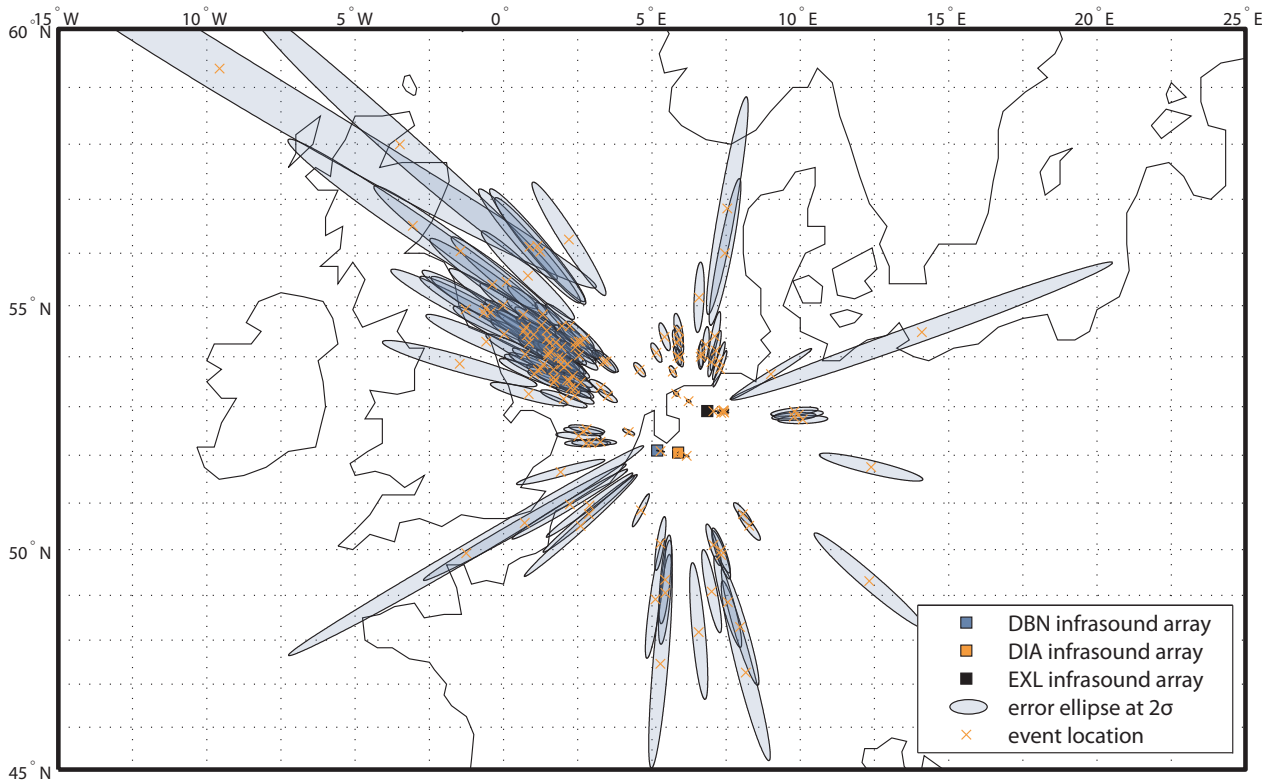 15° W 10° W 5° W 0° E 5° E 10° E 15° E 20° E 25° E
60° N
55° N
50° N
45° N
DBN infrasound array
DIA infrasound array
EXL infrasound array
error ellipse at 2σ
event location